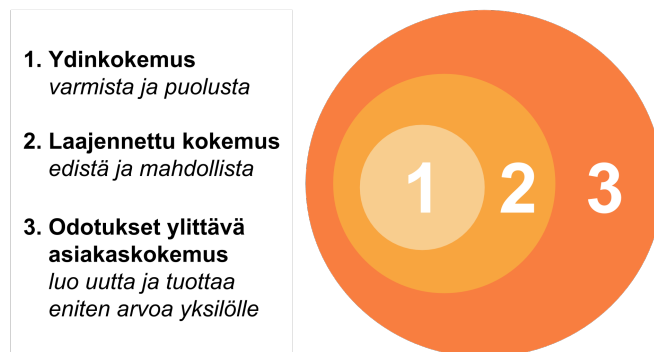 1. Ydinkokemus
varmista ja puolusta
2. Laajennettu kokemus
edistä ja mahdollista
3. Odotukset ylittävä
asiakaskokemus
luo uutta ja tuottaa
eniten arvoa yksilölle
1 2 3